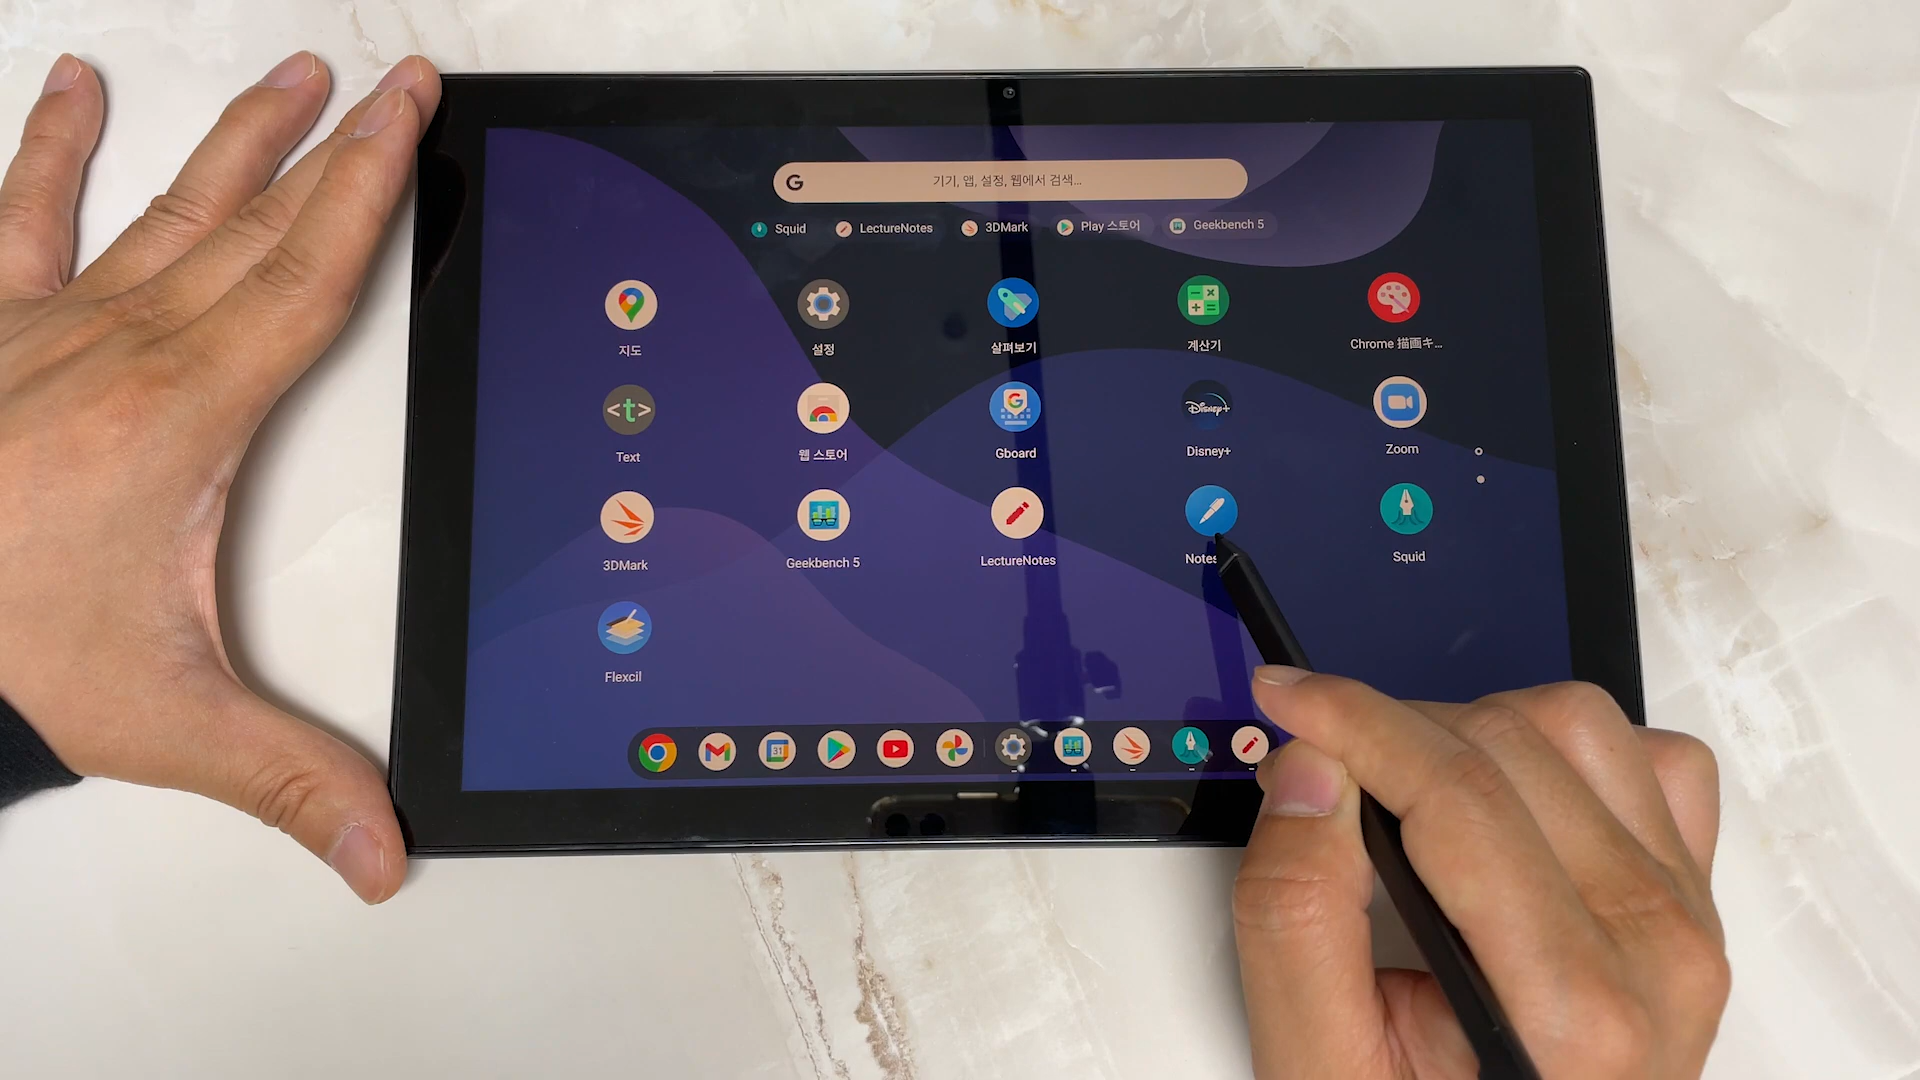 기기, 앱, 설정, 웹에서 검색...
Squid LectureNotes 3DMark Play 스토어 Geekbench 5
지도 설정 살펴보기 계산기 Chrome 描画キ...
<t> Disney+
Text 웹 스토어 Gboard Disney+ Zoom
3DMark Geekbench 5 LectureNotes Notes Squid
Flexcil
31